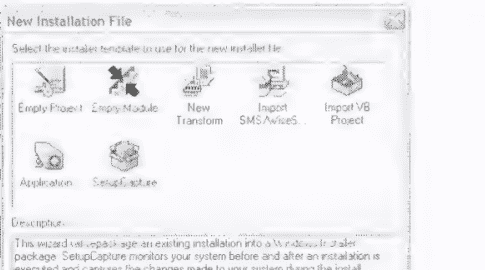 New Installation File
Select the installer template to use for the new installer file
Empty Project Empty Module New Transform Import SMS/WiseS... Import VB Project
Application SetupCapture
Description
This wizard will repackage an existing installation into a Windows Installer
package. SetupCapture monitors your system before and after an installation is
executed and captures the changes made to your system during the install